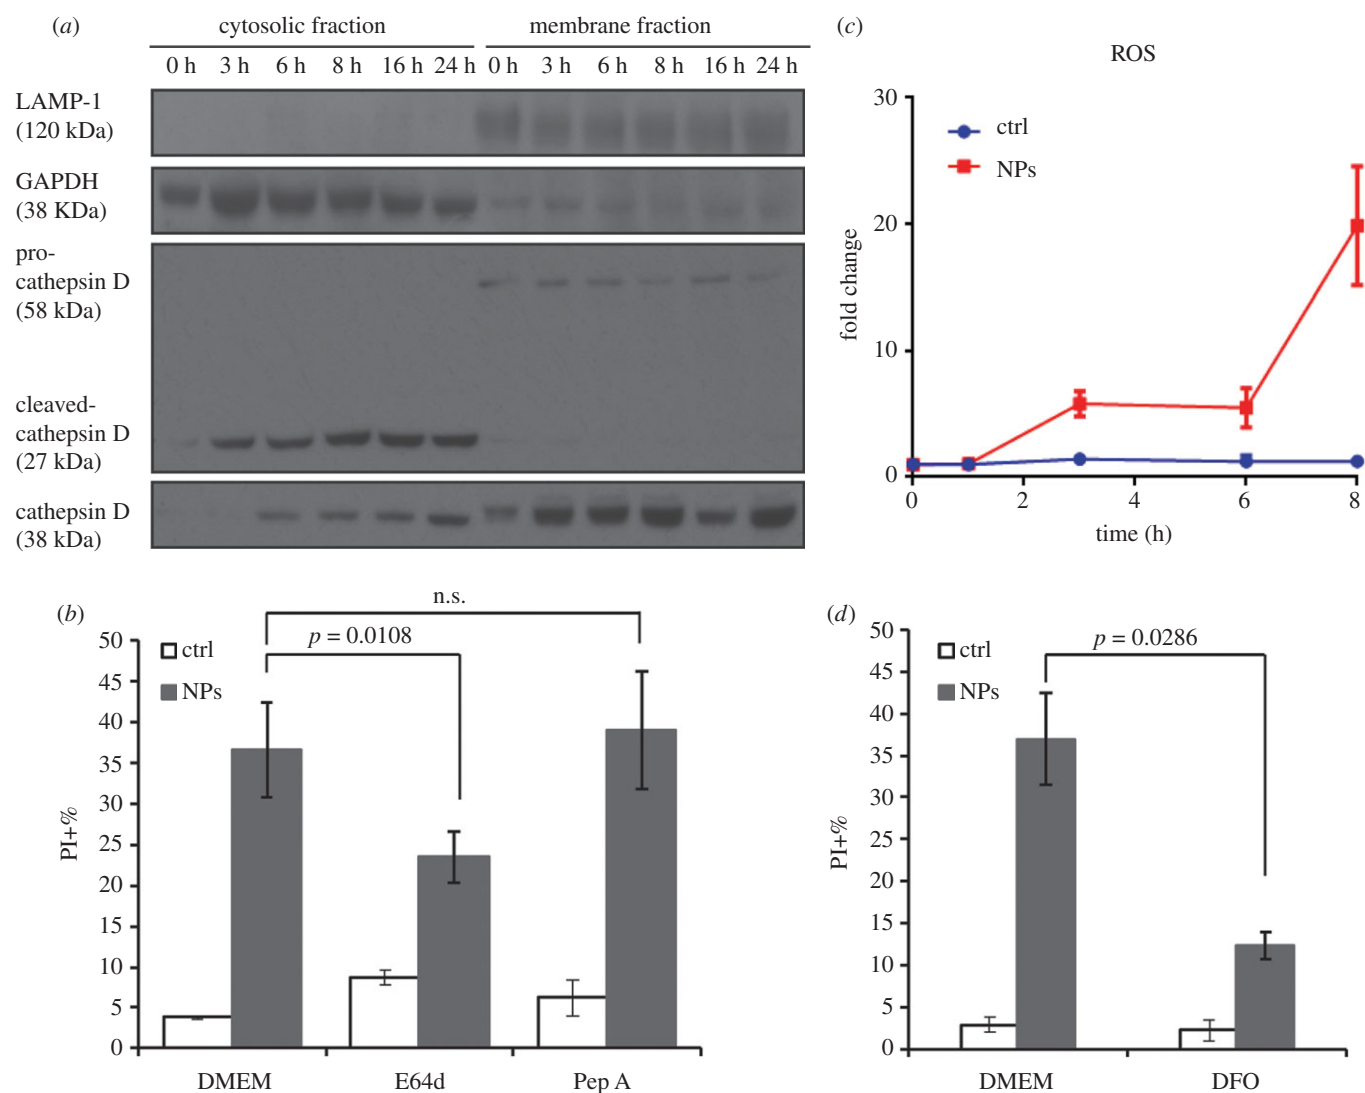 (a)
cytosolic fraction
membrane fraction
0 h 3 h 6 h 8 h 16 h 24 h 0 h 3 h 6 h 8 h 16 h 24 h
LAMP-1
(120 kDa)
GAPDH
(38 KDa)
pro-
cathepsin D
(58 kDa)
cleaved-
cathepsin D
(27 kDa)
cathepsin D
(38 kDa)
(c)
ROS
30
20
10
0
fold change
ctrl
NPs
0 2 4 6 8
time (h)
(b)
n.s.
p = 0.0108
ctrl
NPs
50
45
40
35
30
25
20
15
10
5
0
PI+%
DMEM E64d Pep A
(d)
p = 0.0286
ctrl
NPs
50
45
40
35
30
25
20
15
10
5
0
PI+%
DMEM DFO